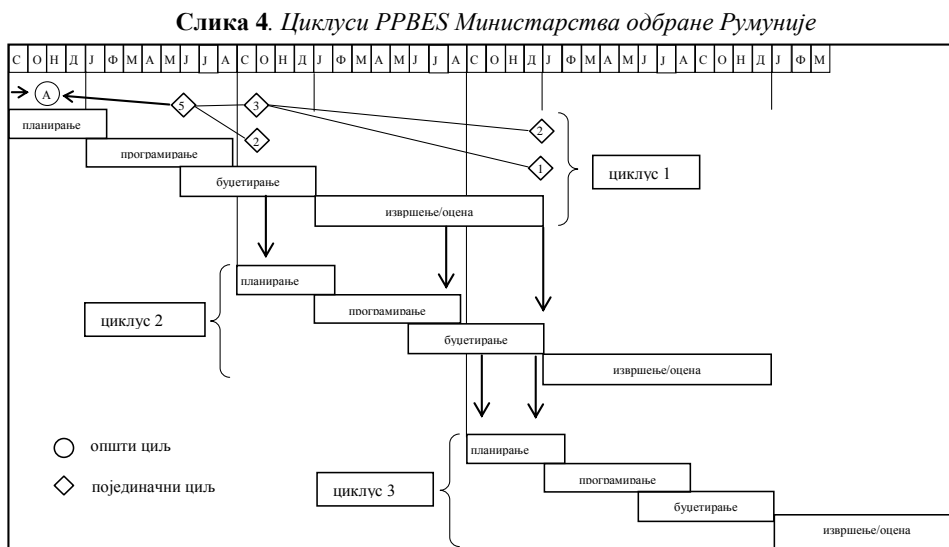 Слика 4. Циклуси PPBES Министарства одбране Румуније
С О Н Д Ј Ф М А М Ј Ј А С О Н Д Ј Ф М А М Ј Ј А С О Н Д Ј Ф М А М Ј Ј А С О Н Д Ј Ф М
А
5
3
2
2
1
планирање
програмирање
буџетирање
извршење/оцена
циклус 1
планирање
програмирање
буџетирање
извршење/оцена
циклус 2
општи циљ
појединачни циљ
планирање
програмирање
буџетирање
извршење/оцена
циклус 3